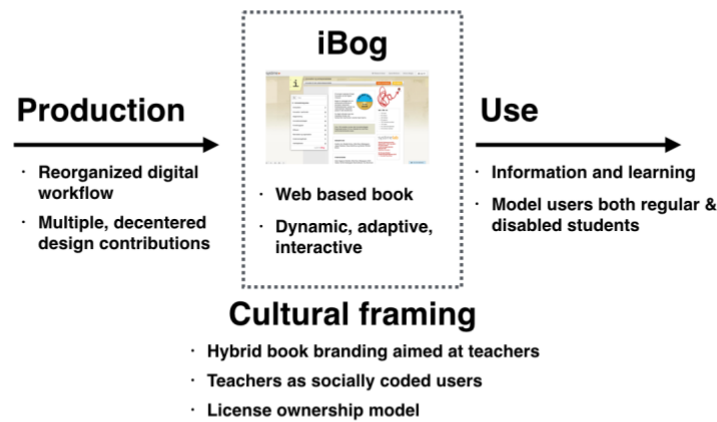 iBog
Production
· Reorganized digital
workflow
· Multiple, decentered
design contributions
· Web based book
· Dynamic, adaptive,
interactive
Use
· Information and learning
· Model users both regular &
disabled students
Cultural framing
· Hybrid book branding aimed at teachers
· Teachers as socially coded users
· License ownership model